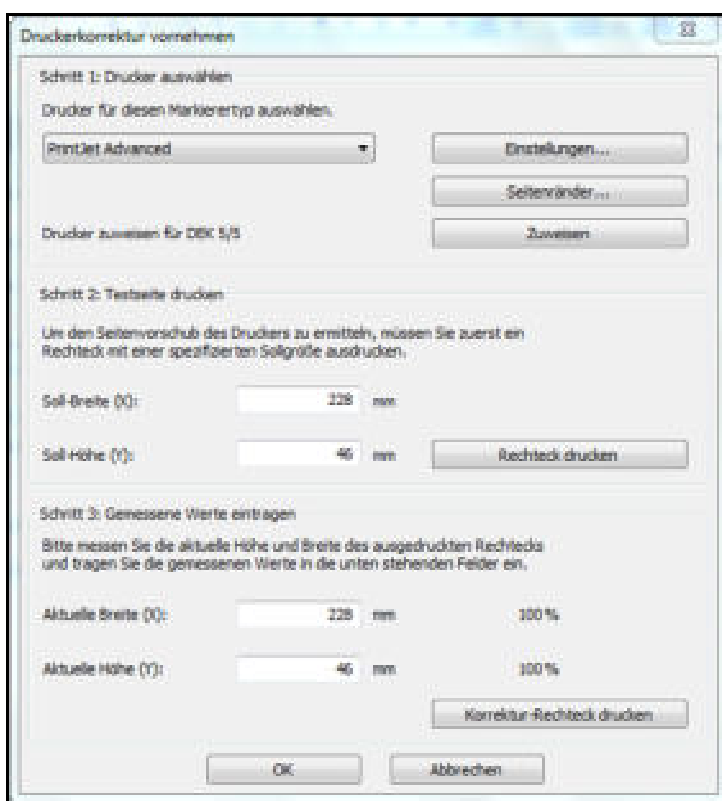 Druckerkorrektur vornehmen
Schritt 1: Drucker auswählen
Drucker für diesen Markierertyp auswählen.
PrintJet Advanced
Einstellungen...
Seitenränder...
Drucker zuweisen für DEK 5/5
Zuweisen
Schritt 2: Testseite drucken
Um den Seitenvorschub des Druckers zu ermitteln, müssen Sie zuerst ein
Rechteck mit einer spezifizierten Sollgröße ausdrucken.
Soll-Breite (X): 228 mm
Soll-Höhe (Y): 46 mm Rechteck drucken
Schritt 3: Gemessene Werte eintragen
Bitte messen Sie die aktuelle Höhe und Breite des ausgedruckten Rechtecks
und tragen Sie die gemessenen Werte in die unten stehenden Felder ein.
Aktuelle Breite (X): 228 mm 100 %
Aktuelle Höhe (Y): 46 mm 100 %
Korrektur-Rechteck drucken
OK Abbrechen